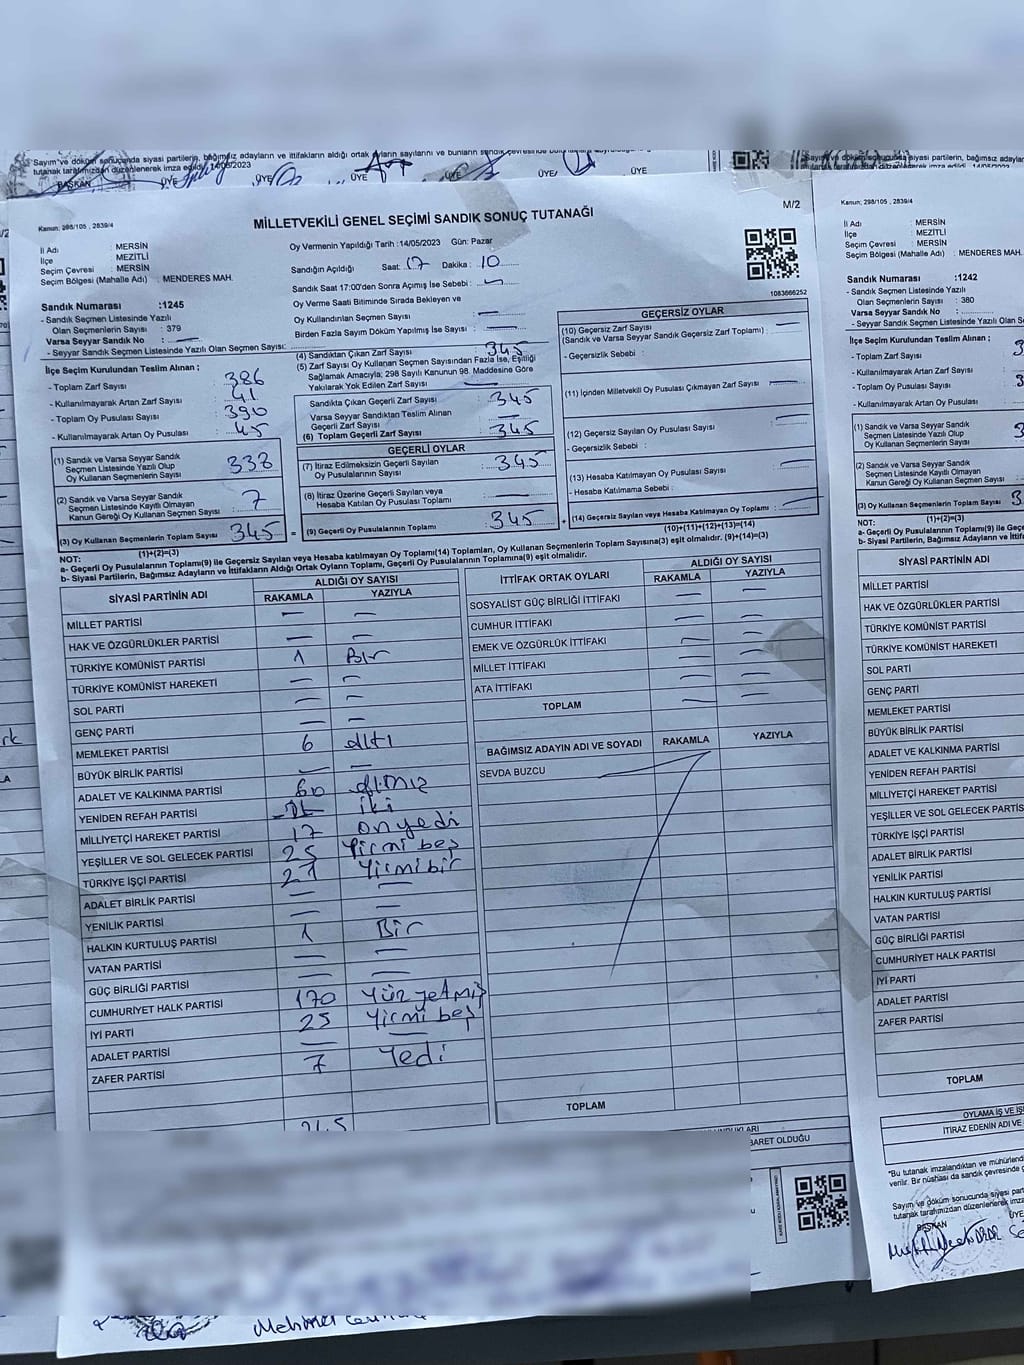 Sayım ve döküm sonucunda siyasi partilerin, bağımsız adayların ve ittifakların aldığı ortak oyların sayılarını ve bunların sandık çevresinde
tutanak tarafımızdan düzenlenerek imza edildi. 14/05/2023
BAŞKAN ÜYE ÜYE ÜYE ÜYE ÜYE
Kanun: 298/105 , 2839/4
M/2
MİLLETVEKİLİ GENEL SEÇİMİ SANDIK SONUÇ TUTANAĞI
İl Adı : MERSİN
İlçe : MEZİTLİ
Seçim Çevresi : MERSİN
Seçim Bölgesi (Mahalle Adı) : MENDERES MAH.
Oy Vermenin Yapıldığı Tarih :14/05/2023 Gün: Pazar
Sandığın Açıldığı Saat: 17 Dakika : 10
Sandık Saat 17:00'den Sonra Açılmış İse Sebebi :
Oy Verme Saati Bitiminde Sırada Bekleyen ve
Oy Kullandırılan Seçmen Sayısı : —
Birden Fazla Sayım Döküm Yapılmış İse Sayısı : —
1083666252
Sandık Numarası :1245
- Sandık Seçmen Listesinde Yazılı
Olan Seçmenlerin Sayısı : 379
Varsa Seyyar Sandık No : —
- Seyyar Sandık Seçmen Listesinde Yazılı Olan Seçmen Sayısı:
İlçe Seçim Kurulundan Teslim Alınan ;
- Toplam Zarf Sayısı : 386
- Kullanılmayarak Artan Zarf Sayısı : 41
- Toplam Oy Pusulası Sayısı : 390
- Kullanılmayarak Artan Oy Pusulası : 45
(1) Sandık ve Varsa Seyyar Sandık
Seçmen Listesinde Yazılı Olup
Oy Kullanan Seçmenlerin Sayısı : 338
(2) Sandık ve Varsa Seyyar Sandık
Seçmen Listesinde Kayıtlı Olmayan
Kanun Gereği Oy Kullanan Seçmen Sayısı : 7
(3) Oy Kullanan Seçmenlerin Toplam Sayısı : 345
(1)+(2)=(3)
(4) Sandıktan Çıkan Zarf Sayısı : 345
(5) Zarf Sayısı Oy Kullanan Seçmen Sayısından Fazla İse, Eşitliği
Sağlamak Amacıyla; 298 Sayılı Kanunun 98. Maddesine Göre
Yakılarak Yok Edilen Zarf Sayısı : —
Sandıkta Çıkan Geçerli Zarf Sayısı : 345
Varsa Seyyar Sandıktan Teslim Alınan
Geçerli Zarf Sayısı : —
(6) Toplam Geçerli Zarf Sayısı : 345
GEÇERLİ OYLAR
(7) İtiraz Edilmeksizin Geçerli Sayılan
Oy Pusulalarının Sayısı : 345
(8) İtiraz Üzerine Geçerli Sayılan veya
Hesaba Katılan Oy Pusulası Toplamı : —
= (9) Geçerli Oy Pusulalarının Toplamı : 345
GEÇERSİZ OYLAR
(10) Geçersiz Zarf Sayısı : —
(Sandık ve Varsa Seyyar Sandık Geçersiz Zarf Toplamı)
- Geçersizlik Sebebi :
(11) İçinden Milletvekili Oy Pusulası Çıkmayan Zarf Sayısı : —
(12) Geçersiz Sayılan Oy Pusulası Sayısı : —
-Geçersizlik Sebebi :
(13) Hesaba Katılmayan Oy Pusulası Sayısı : —
- Hesaba Katılmama Sebebi :
+ (14) Geçersiz Sayılan veya Hesaba Katılmayan Oy Toplamı : —
(10)+(11)+(12)+(13)=(14)
NOT:
a- Geçerli Oy Pusulalarının Toplamı(9) ile Geçersiz Sayılan veya Hesaba katılmayan Oy Toplamı(14) Toplamları, Oy Kullanan Seçmenlerin Toplam Sayısına(3) eşit olmalıdır. (9)+(14)=(3)
b- Siyasi Partilerin, Bağımsız Adayların ve İttifakların Aldığı Ortak Oyların Toplamı, Geçerli Oy Pusulalarının Toplamına(9) eşit olmalıdır.
SİYASİ PARTİNİN ADI ALDIĞI OY SAYISI
RAKAMLA YAZIYLA
MİLLET PARTİSİ — —
HAK VE ÖZGÜRLÜKLER PARTİSİ — —
TÜRKİYE KOMÜNİST PARTİSİ 1 Bir
TÜRKİYE KOMÜNİST HAREKETİ — —
SOL PARTİ — —
GENÇ PARTİ — —
MEMLEKET PARTİSİ 6 altı
BÜYÜK BİRLİK PARTİSİ — —
ADALET VE KALKINMA PARTİSİ 60 altmış
YENİDEN REFAH PARTİSİ iki
MİLLİYETÇİ HAREKET PARTİSİ 17 onyedi
YEŞİLLER VE SOL GELECEK PARTİSİ 25 Yirmi beş
TÜRKİYE İŞÇİ PARTİSİ 21 Yirmibir
ADALET BİRLİK PARTİSİ — —
YENİLİK PARTİSİ — —
HALKIN KURTULUŞ PARTİSİ 1 Bir
VATAN PARTİSİ — —
GÜÇ BİRLİĞİ PARTİSİ — —
CUMHURİYET HALK PARTİSİ 170 Yüz yetmiş
İYİ PARTİ 25 Yirmi beş
ADALET PARTİSİ — —
ZAFER PARTİSİ 7 Yedi
345
İTTİFAK ORTAK OYLARI ALDIĞI OY SAYISI
RAKAMLA YAZIYLA
SOSYALİST GÜÇ BİRLİĞİ İTTİFAKI — —
CUMHUR İTTİFAKI — —
EMEK VE ÖZGÜRLÜK İTTİFAKI — —
MİLLET İTTİFAKI — —
ATA İTTİFAKI — —
TOPLAM — —
BAĞIMSIZ ADAYIN ADI VE SOYADI RAKAMLA YAZIYLA
SEVDA BUZCU
TOPLAM
BARET OLDUĞU
Mehmet
Sayım ve döküm sonucunda siyasi partilerin, bağımsız adaylar
tutanak tarafımızdan düzenlenerek imza edildi. 14/05/2023
Kanun: 298/105 , 2839/4
İl Adı : MERSİN
İlçe : MEZİTLİ
Seçim Çevresi : MERSİN
Seçim Bölgesi (Mahalle Adı) : MENDERES MAH.
Sandık Numarası :1242
- Sandık Seçmen Listesinde Yazılı
Olan Seçmenlerin Sayısı : 380
Varsa Seyyar Sandık No :
- Seyyar Sandık Seçmen Listesinde Yazılı Olan S
İlçe Seçim Kurulundan Teslim Alınan ;
- Toplam Zarf Sayısı : 3
- Kullanılmayarak Artan Zarf Sayısı
- Toplam Oy Pusulası Sayısı : 3
- Kullanılmayarak Artan Oy Pusulası
(1) Sandık ve Varsa Seyyar Sandık
Seçmen Listesinde Yazılı Olup
Oy Kullanan Seçmenlerin Sayısı : 3
(2) Sandık ve Varsa Seyyar Sandık
Seçmen Listesinde Kayıtlı Olmayan
Kanun Gereği Oy Kullanan Seçmen Sayısı
(3) Oy Kullanan Seçmenlerin Toplam Sayısı : 3
(1)+(2)=(3)
NOT:
a- Geçerli Oy Pusulalarının Toplamı(9) ile Geçers
b- Siyasi Partilerin, Bağımsız Adayların ve İttifakl
SİYASİ PARTİNİN ADI
MİLLET PARTİSİ
HAK VE ÖZGÜRLÜKLER PARTİSİ
TÜRKİYE KOMÜNİST PARTİSİ
TÜRKİYE KOMÜNİST HAREKETİ
SOL PARTİ
GENÇ PARTİ
MEMLEKET PARTİSİ
BÜYÜK BİRLİK PARTİSİ
ADALET VE KALKINMA PARTİSİ
YENİDEN REFAH PARTİSİ
MİLLİYETÇİ HAREKET PARTİSİ
YEŞİLLER VE SOL GELECEK PARTİSİ
TÜRKİYE İŞÇİ PARTİSİ
ADALET BİRLİK PARTİSİ
YENİLİK PARTİSİ
HALKIN KURTULUŞ PARTİSİ
VATAN PARTİSİ
GÜÇ BİRLİĞİ PARTİSİ
CUMHURİYET HALK PARTİSİ
İYİ PARTİ
ADALET PARTİSİ
ZAFER PARTİSİ
TOPLAM
OYLAMA İŞ VE İŞ
İTİRAZ EDENİN ADI VE
"Bu tutanak imzalandıktan ve mühürlend
verilir. Bir nüshası da sandık çevresinde ç
Sayım ve döküm sonucunda siyasi part
tutanak tarafımızdan düzenlenerek imza
BAŞKAN ÜYE